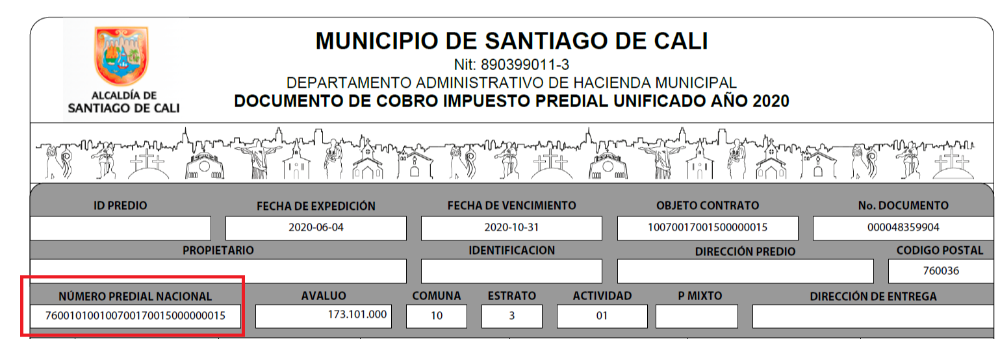 MUNICIPIO DE SANTIAGO DE CALI
Nit: 890399011-3
DEPARTAMENTO ADMINISTRATIVO DE HACIENDA MUNICIPAL
DOCUMENTO DE COBRO IMPUESTO PREDIAL UNIFICADO AÑO 2020
ALCALDÍA DE
SANTIAGO DE CALI
ID PREDIO FECHA DE EXPEDICIÓN FECHA DE VENCIMIENTO OBJETO CONTRATO No. DOCUMENTO
2020-06-04 2020-10-31 10070017001500000015 000048359904
PROPIETARIO IDENTIFICACION DIRECCIÓN PREDIO CODIGO POSTAL
760036
NÚMERO PREDIAL NACIONAL AVALUO COMUNA ESTRATO ACTIVIDAD P MIXTO DIRECCIÓN DE ENTREGA
760010100100700170015000000015 173.101.000 10 3 01